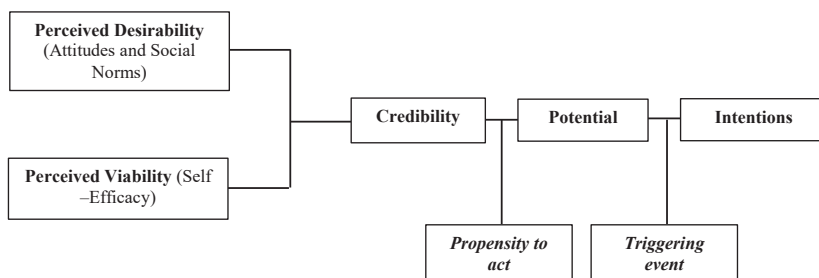 Perceived Desirability
(Attitudes and Social
Norms)
Credibility
Potential
Intentions
Perceived Viability (Self
–Efficacy)
Propensity to
act
Triggering
event